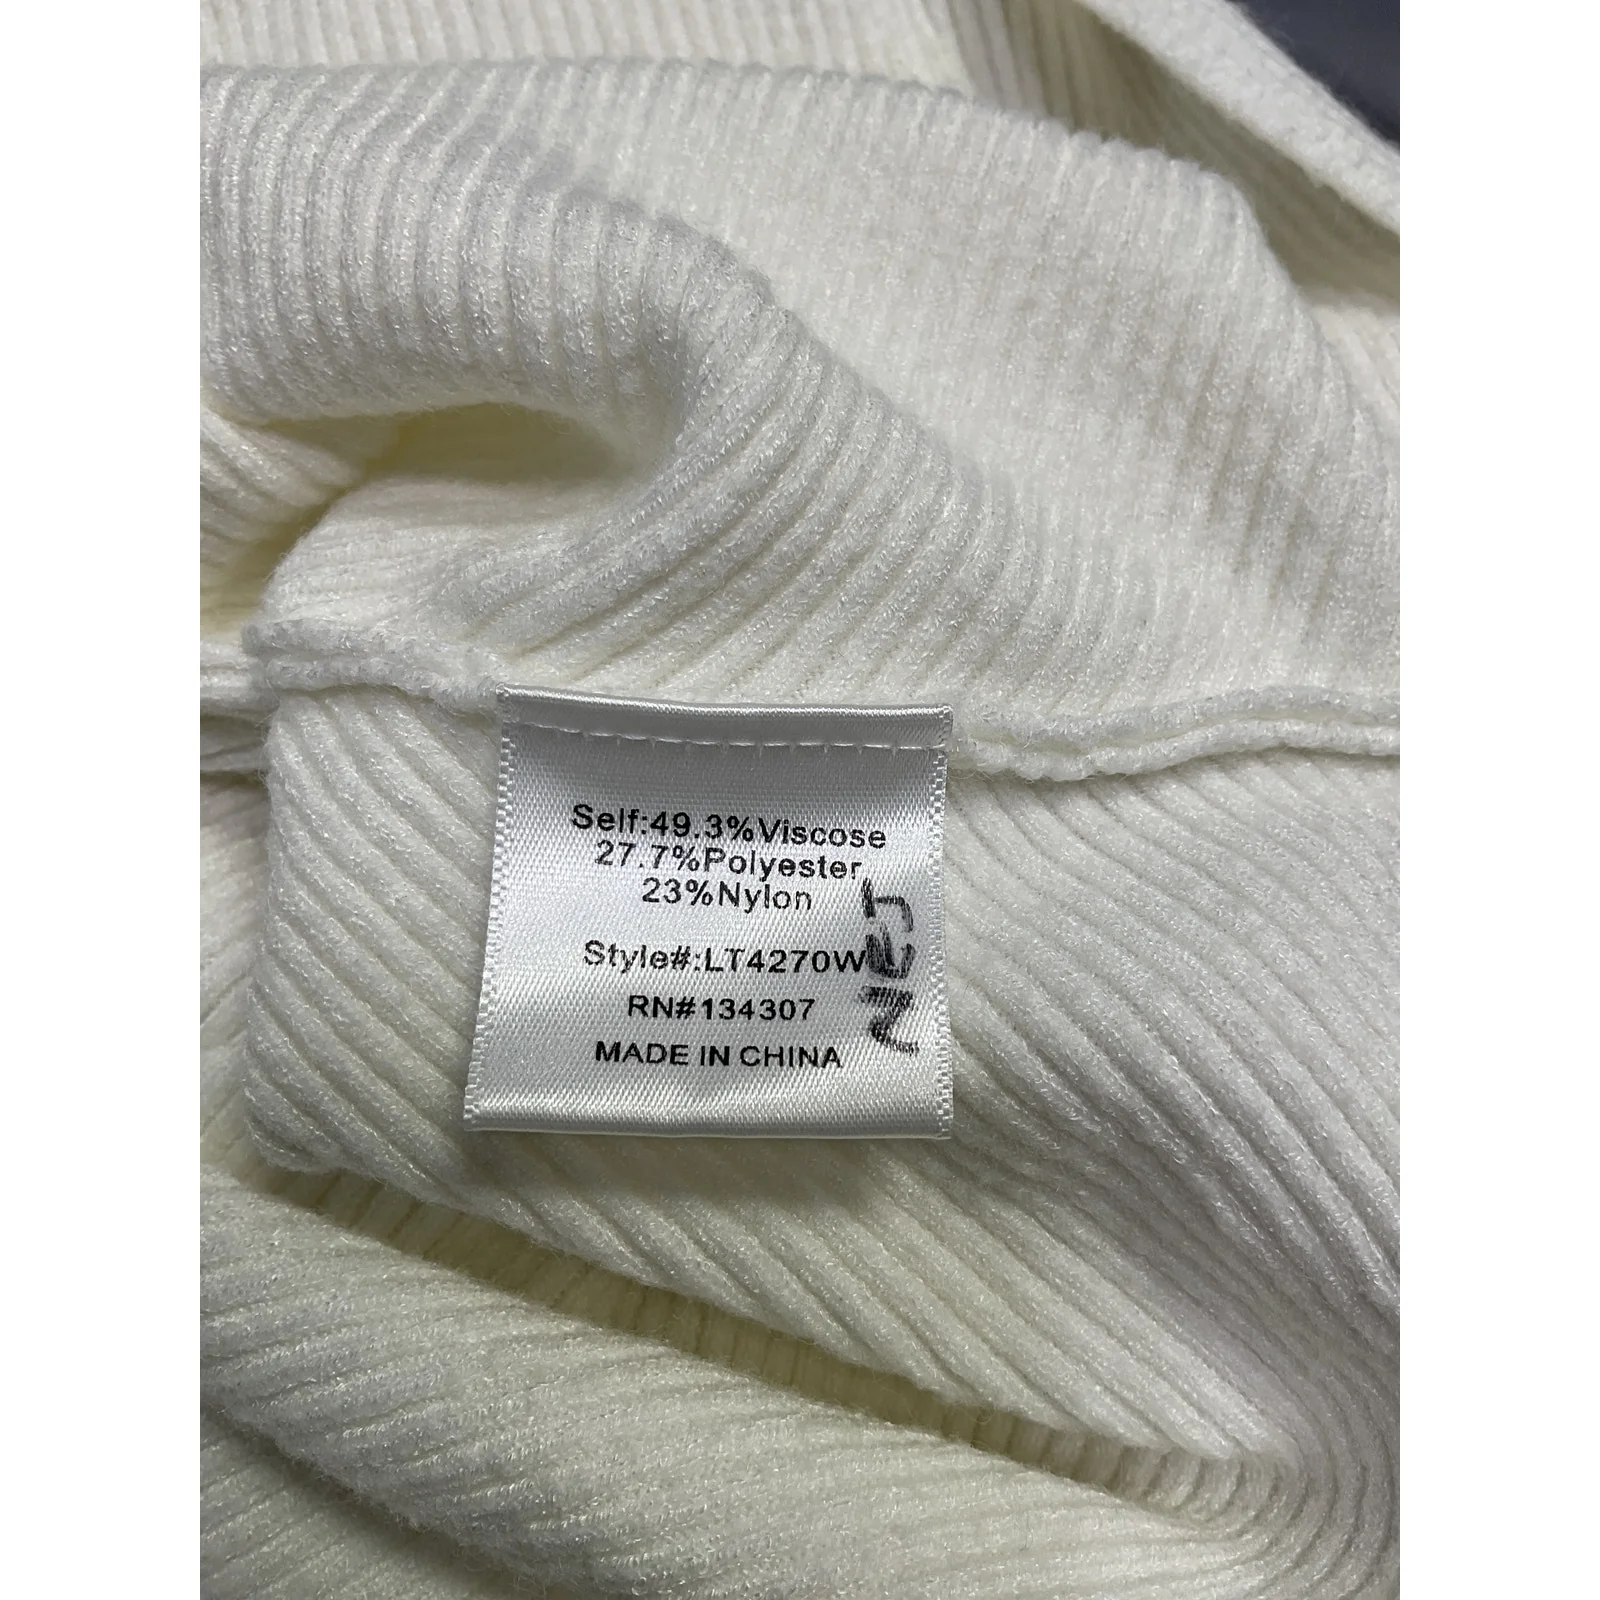 Self:49.3%Viscose
27.7%Polyester
23%Nylon
Style#:LT4270W
RN#134307
MADE IN CHINA